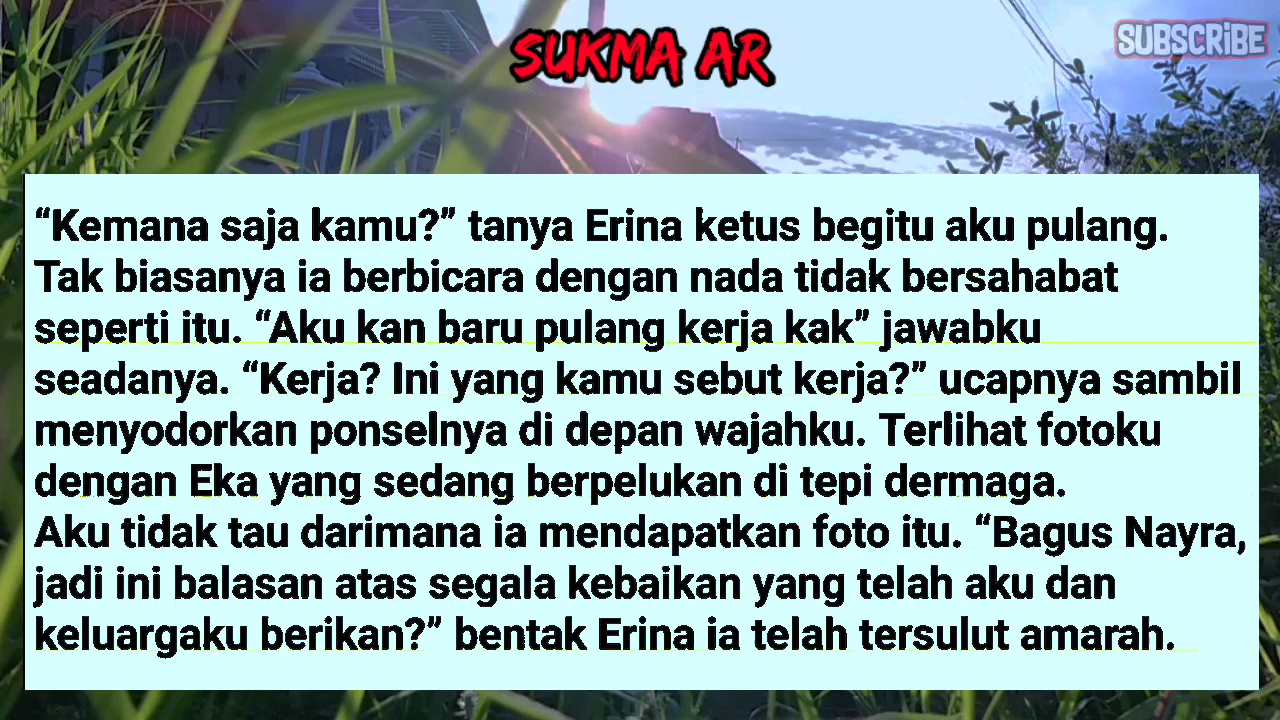 SUKMA AR
SUBSCRIBE
“Kemana saja kamu?” tanya Erina ketus begitu aku pulang.
Tak biasanya ia berbicara dengan nada tidak bersahabat
seperti itu. “Aku kan baru pulang kerja kak” jawabku
seadanya. “Kerja? Ini yang kamu sebut kerja?” ucapnya sambil
menyodorkan ponselnya di depan wajahku. Terlihat fotoku
dengan Eka yang sedang berpelukan di tepi dermaga.
Aku tidak tau darimana ia mendapatkan foto itu. “Bagus Nayra,
jadi ini balasan atas segala kebaikan yang telah aku dan
keluargaku berikan?” bentak Erina ia telah tersulut amarah.